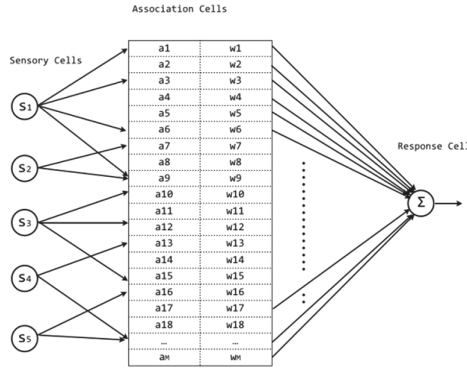 Association Cells
Sensory Cells
Response Cell
S1
S2
S3
S4
S5
a1 w1
a2 w2
a3 w3
a4 w4
a5 w5
a6 w6
a7 w7
a8 w8
a9 w9
a10 w10
a11 w11
a12 w12
a13 w13
a14 w14
a15 w15
a16 w16
a17 w17
a18 w18
… …
aM wM
Σ